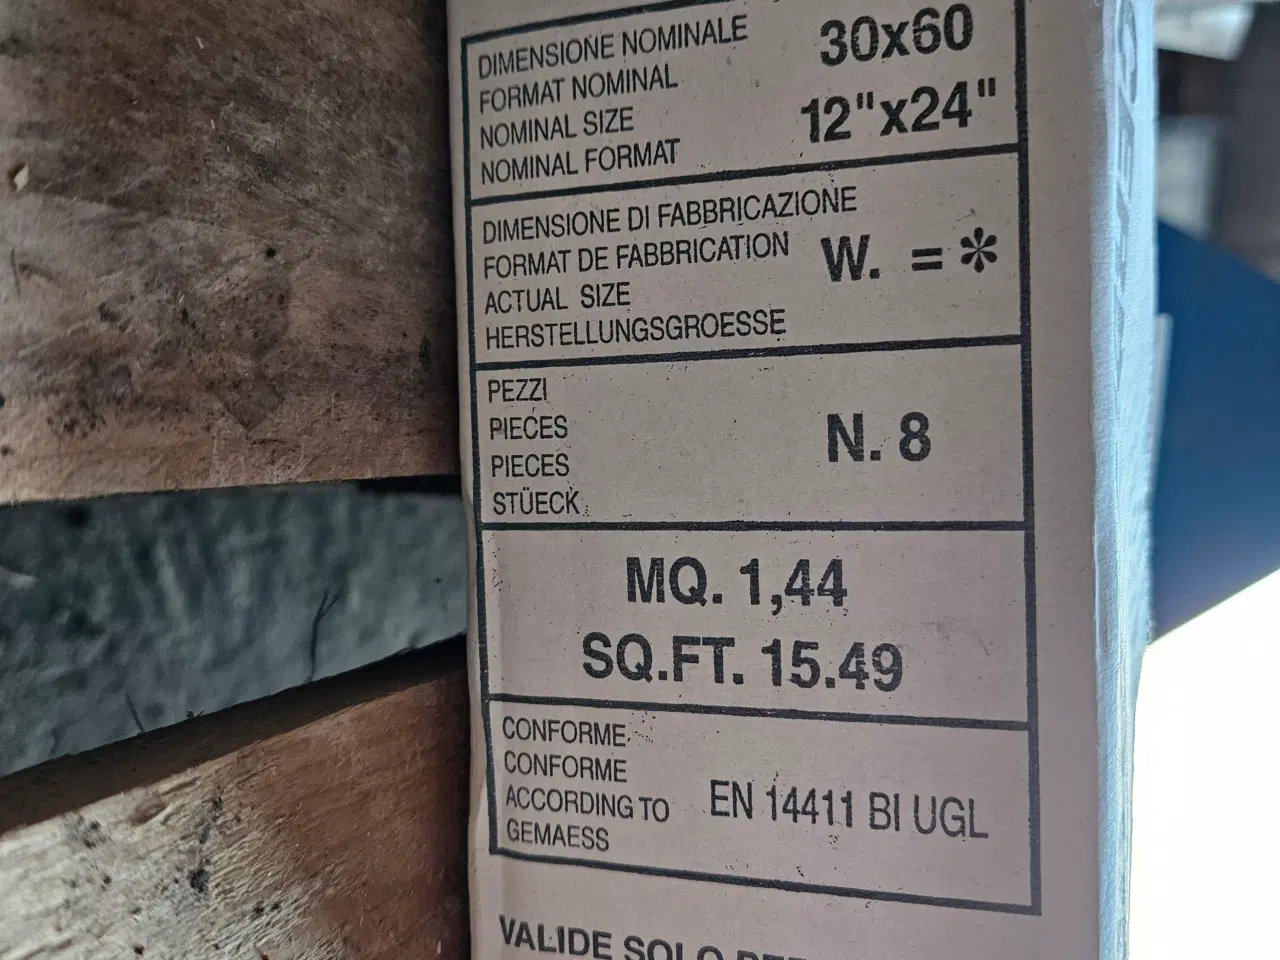 DIMENSIONE NOMINALE
FORMAT NOMINAL
NOMINAL SIZE
NOMINAL FORMAT
30x60
12"x24"
DIMENSIONE DI FABBRICAZIONE
FORMAT DE FABBRICATION
ACTUAL SIZE
HERSTELLUNGSGROESSE
W. = *
PEZZI
PIECES
PIECES
STÜECK
N. 8
MQ. 1,44
SQ.FT. 15.49
CONFORME
CONFORME
ACCORDING TO
GEMAESS
EN 14411 BI UGL
VALIDE SOLO